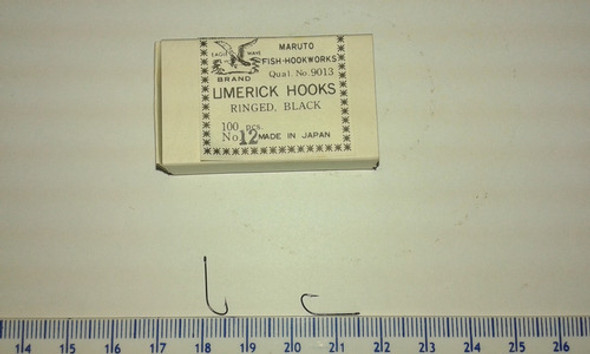 EAGLE WAVE
BRAND
MARUTO
FISH-HOOKWORKS
Qual. No. 9013
LIMERICK HOOKS
RINGED, BLACK
100 pcs.
No 12 MADE IN JAPAN
14 15 16 17 18 19 20 21 22 23 24 25 26